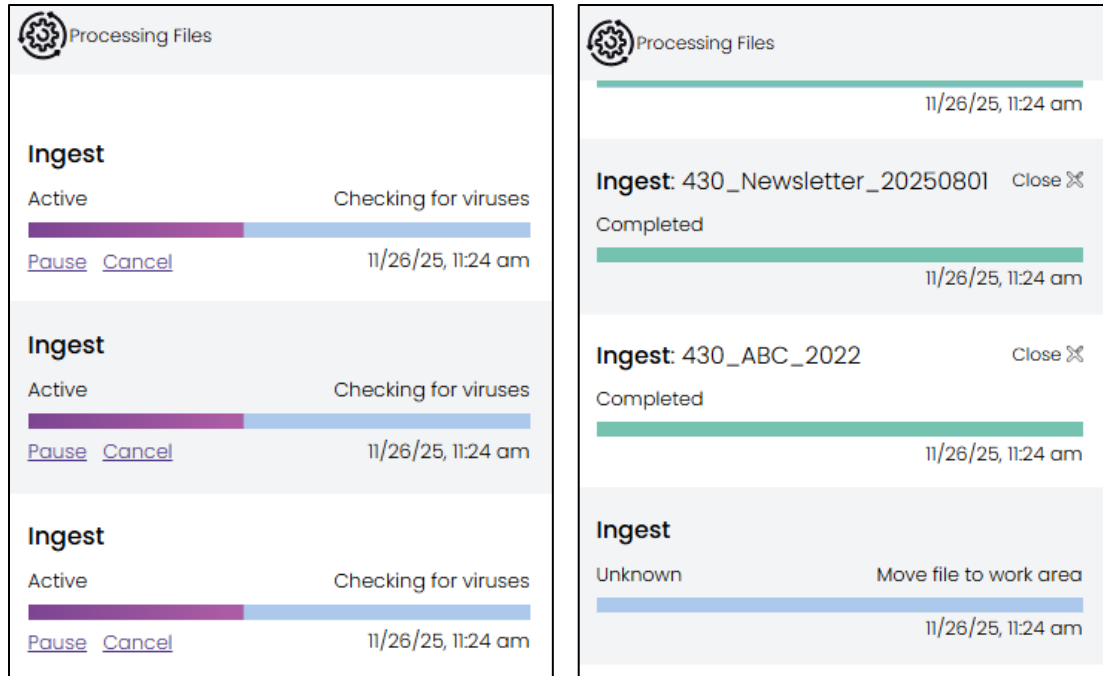 Processing Files
Ingest
Active Checking for viruses
Pause Cancel 11/26/25, 11:24 am
Ingest
Active Checking for viruses
Pause Cancel 11/26/25, 11:24 am
Ingest
Active Checking for viruses
Pause Cancel 11/26/25, 11:24 am
Processing Files
11/26/25, 11:24 am
Ingest: 430_Newsletter_20250801 Close
Completed
11/26/25, 11:24 am
Ingest: 430_ABC_2022 Close
Completed
11/26/25, 11:24 am
Ingest
Unknown Move file to work area
11/26/25, 11:24 am